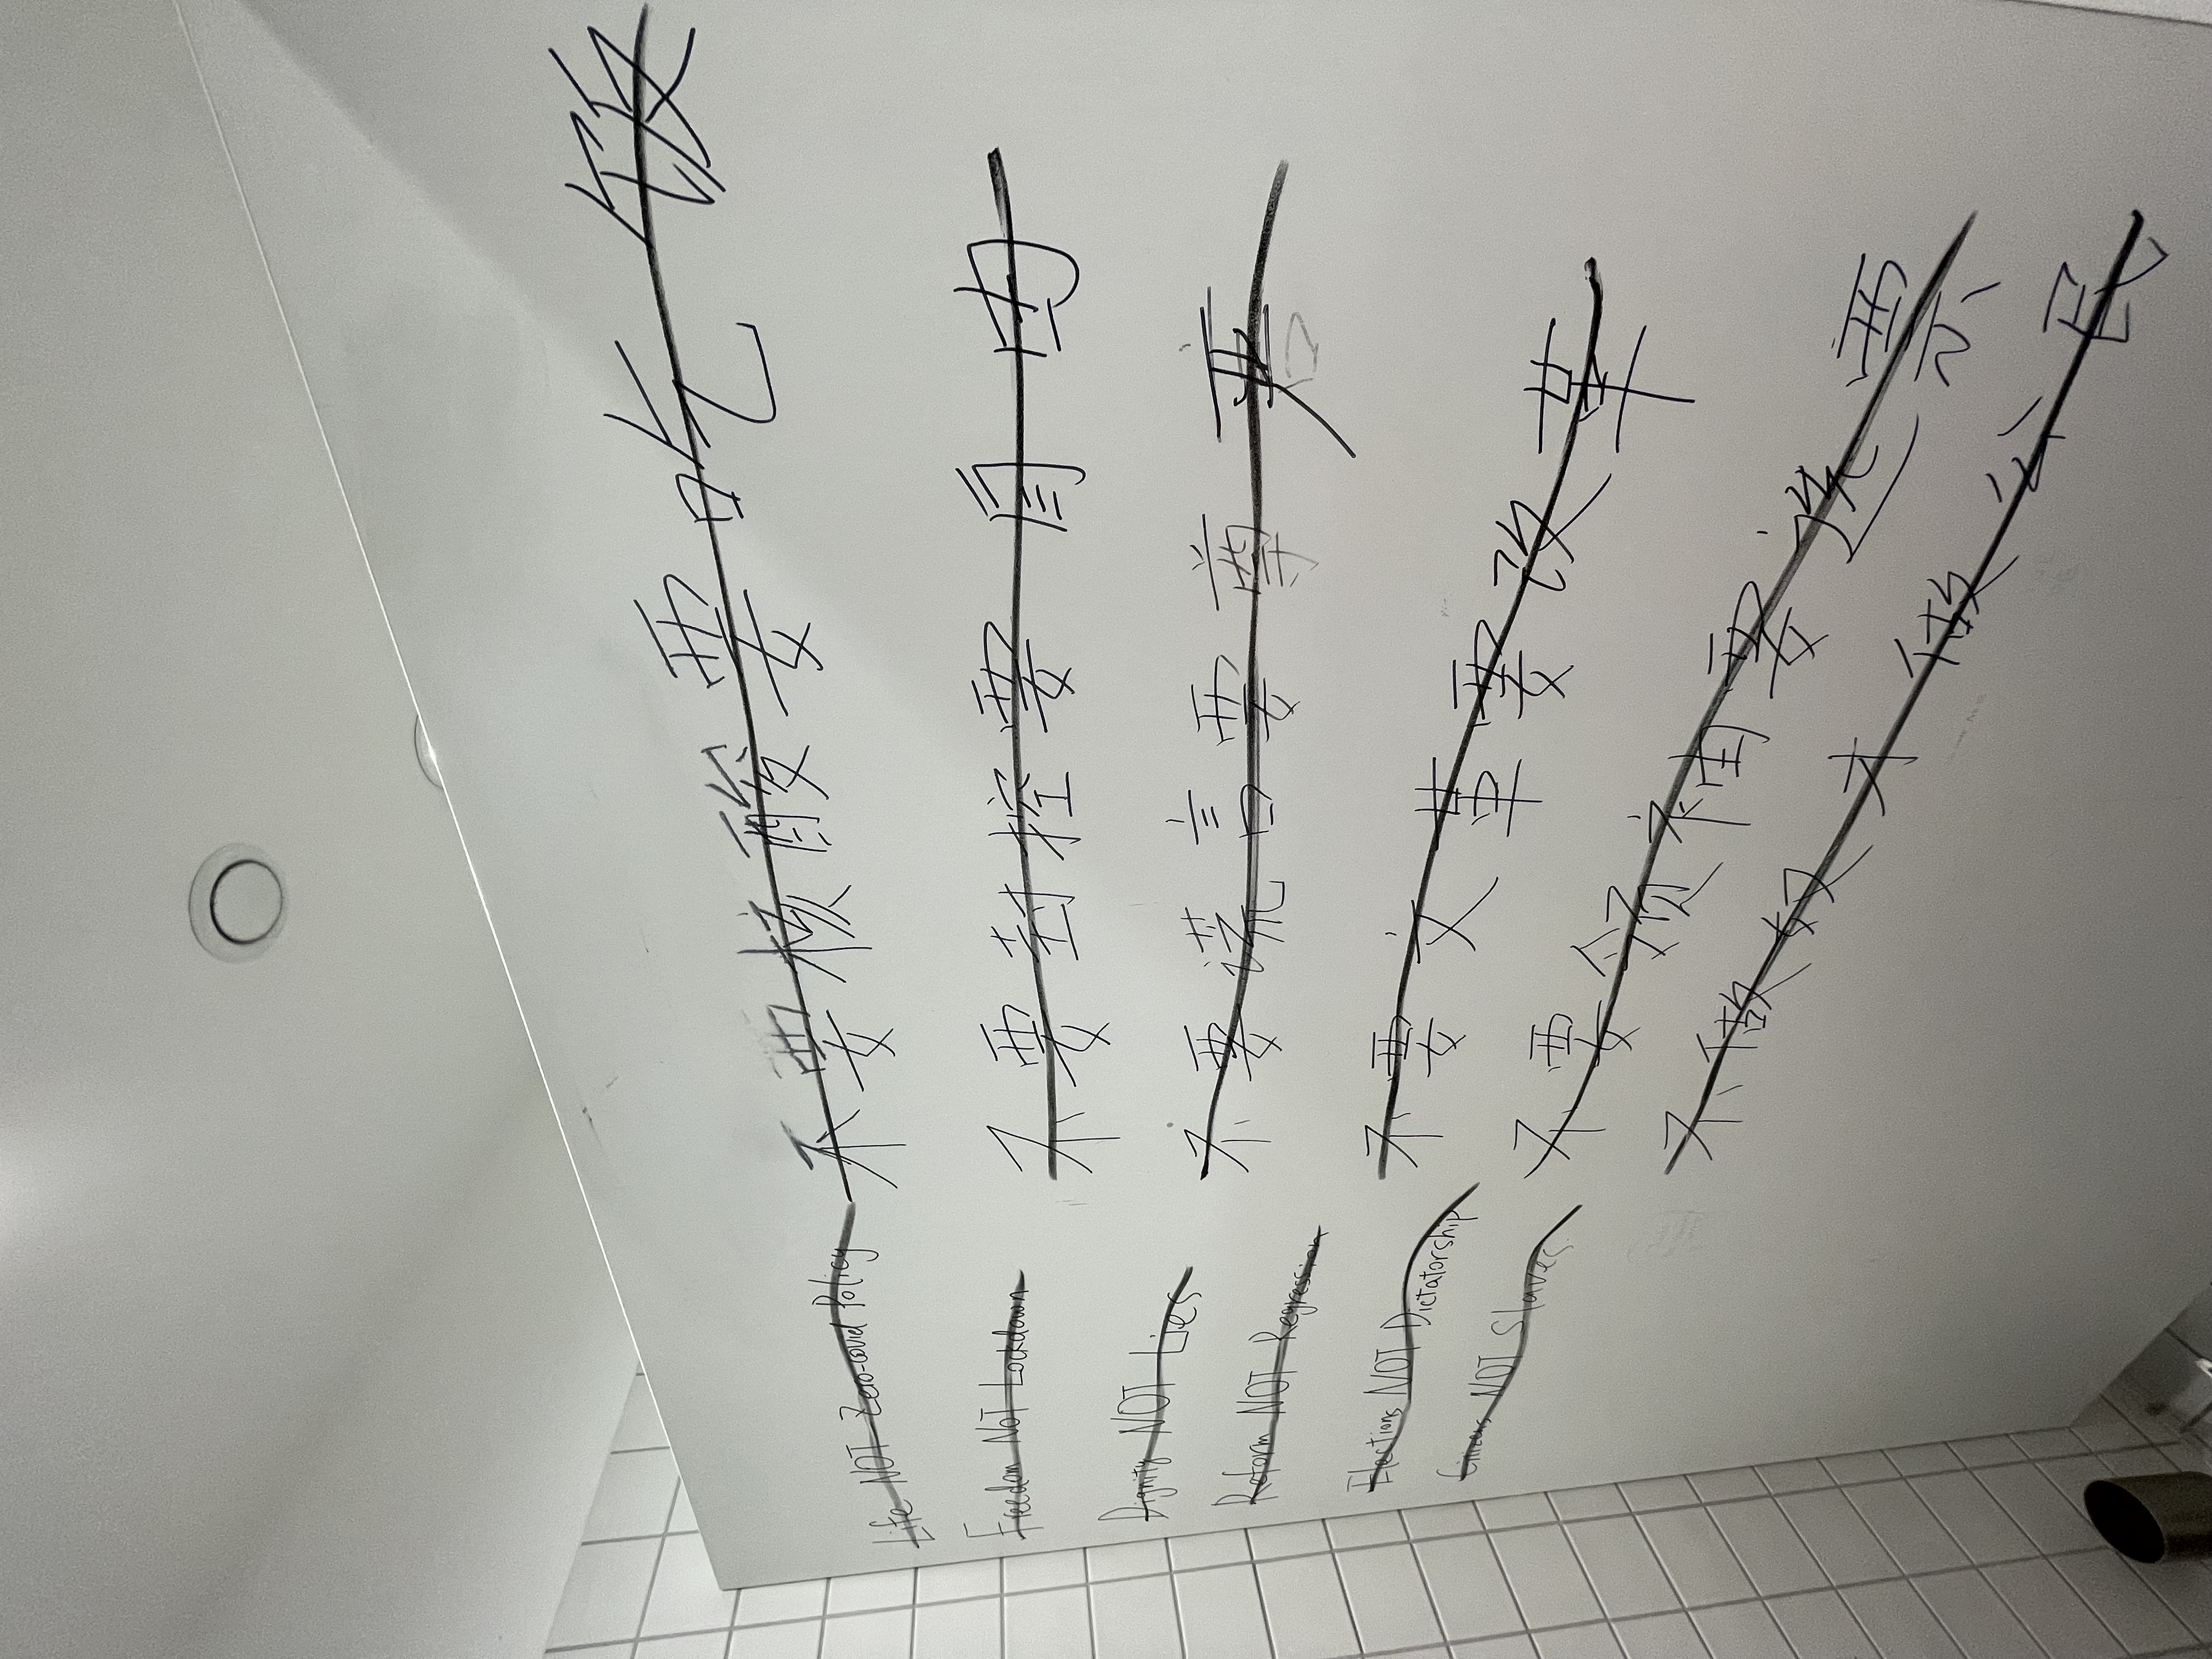 Life NOT Zero-covid Policy
Freedom NOT Lockdown
Dignity NOT Lies
Reform NOT Regression
Elections NOT Dictatorship
Citizens NOT Slaves
不要核酸要吃饭
不要封控要自由
不要谎言要尊严
不要文革要改革
不要领袖要选票
不做奴才做公民